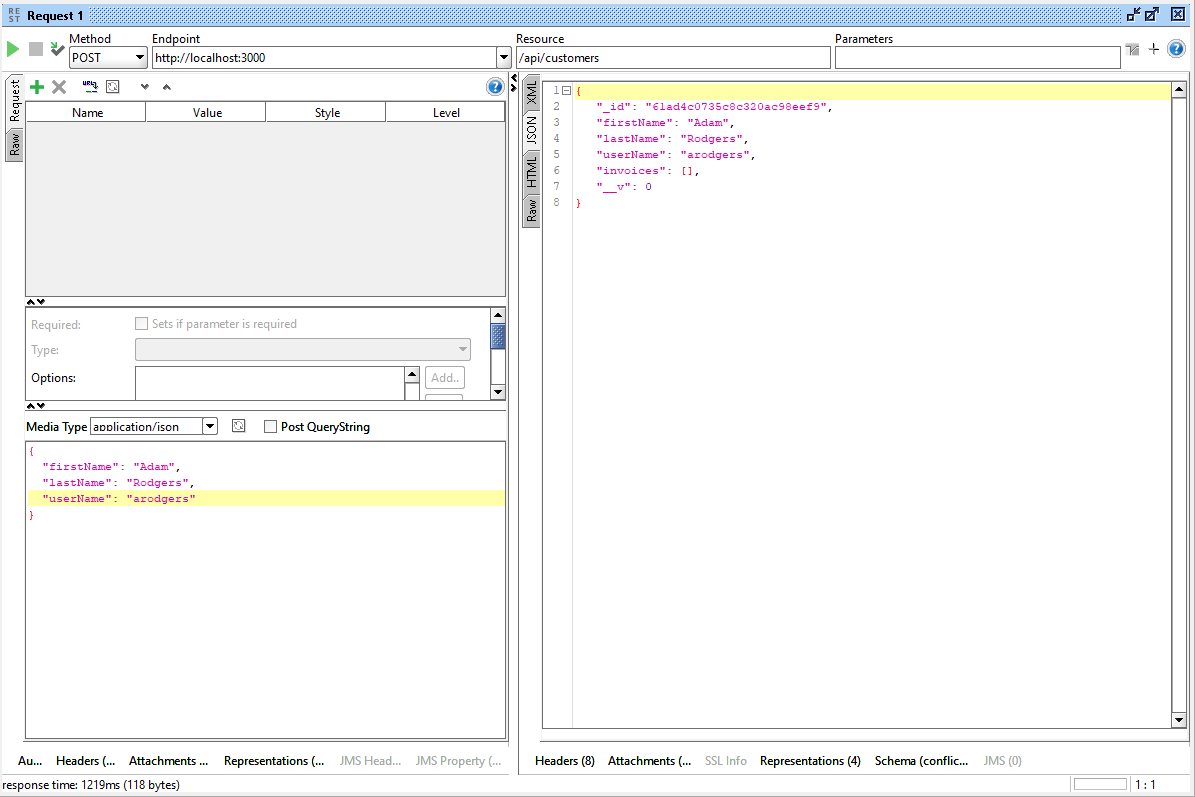 RE
ST
Request 1
Method
Endpoint
Resource
Parameters
POST
http://localhost:3000
/api/customers
Request
Raw
Name
Value
Style
Level
Required:
Sets if parameter is required
Type:
Options:
Add..
Media Type
application/json
Post QueryString
{
"firstName": "Adam",
"lastName": "Rodgers",
"userName": "arodgers"
}
Au...
Headers (...
Attachments ...
Representations (...
JMS Head...
JMS Property (...
XML
JSON
HTML
Raw
1 {
2 "_id": "61ad4c0735c8c320ac98eef9",
3 "firstName": "Adam",
4 "lastName": "Rodgers",
5 "userName": "arodgers",
6 "invoices": [],
7 "__v": 0
8 }
Headers (8)
Attachments (...
SSL Info
Representations (4)
Schema (conflic...
JMS (0)
response time: 1219ms (118 bytes)
1 : 1